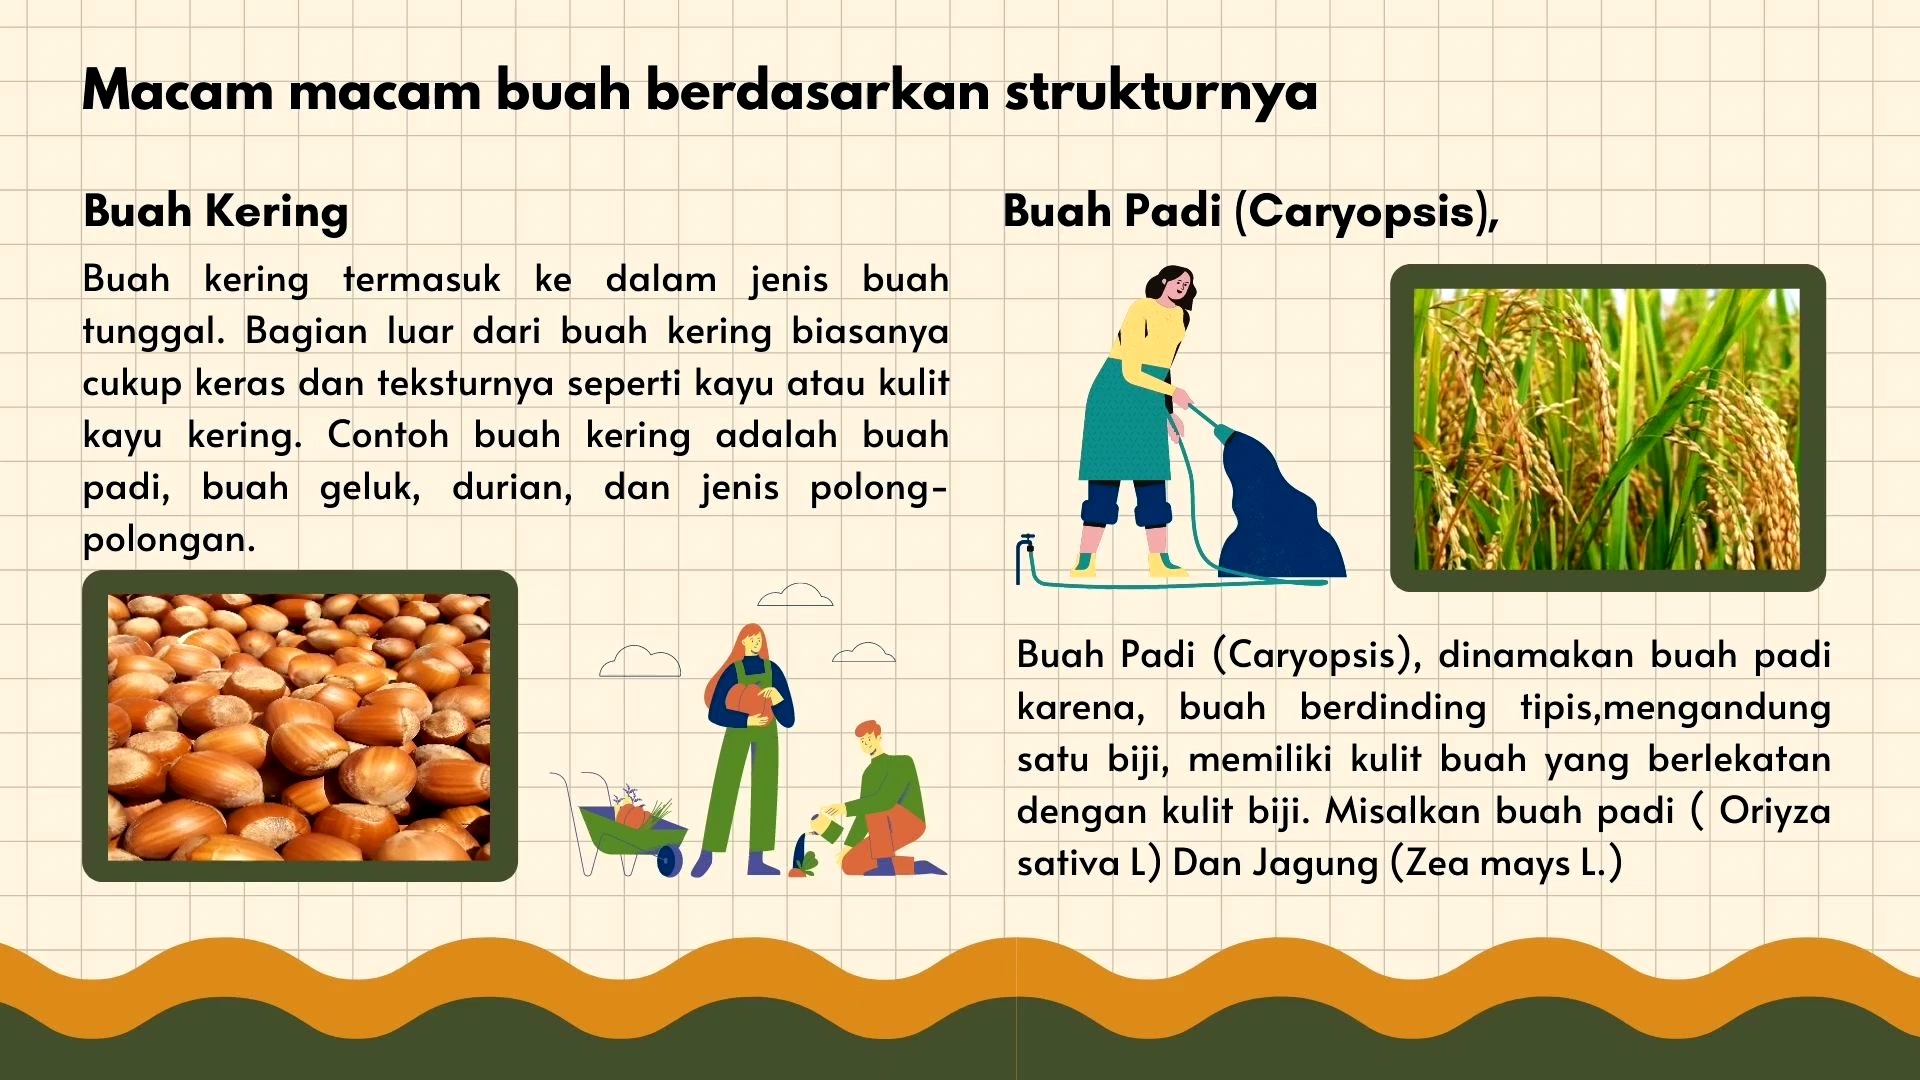 Macam macam buah berdasarkan strukturnya
Buah Kering
Buah kering termasuk ke dalam jenis buah
tunggal. Bagian luar dari buah kering biasanya
cukup keras dan teksturnya seperti kayu atau kulit
kayu kering. Contoh buah kering adalah buah
padi, buah geluk, durian, dan jenis polong-
polongan.
Buah Padi (Caryopsis),
Buah Padi (Caryopsis), dinamakan buah padi
karena, buah berdinding tipis,mengandung
satu biji, memiliki kulit buah yang berlekatan
dengan kulit biji. Misalkan buah padi ( Oriyza
sativa L) Dan Jagung (Zea mays L.)